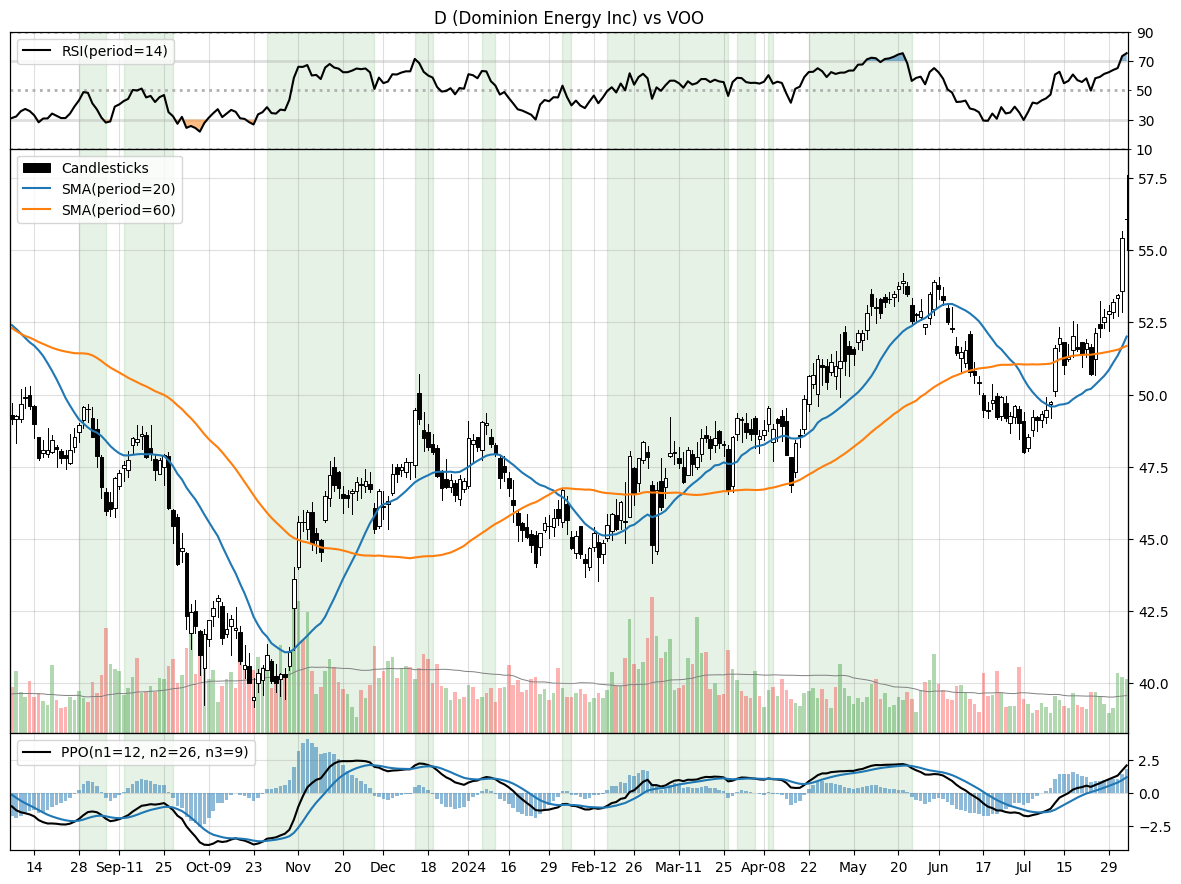 D (Dominion Energy Inc) vs VOO
RSI(period=14)
90
70
50
30
10
Candlesticks
SMA(period=20)
SMA(period=60)
57.5
55.0
52.5
50.0
47.5
45.0
42.5
40.0
PPO(n1=12, n2=26, n3=9)
2.5
0.0
−2.5
14 28 Sep-11 25 Oct-09 23 Nov 20 Dec 18 2024 16 29 Feb-12 26 Mar-11 25 Apr-08 22 May 20 Jun 17 Jul 15 29